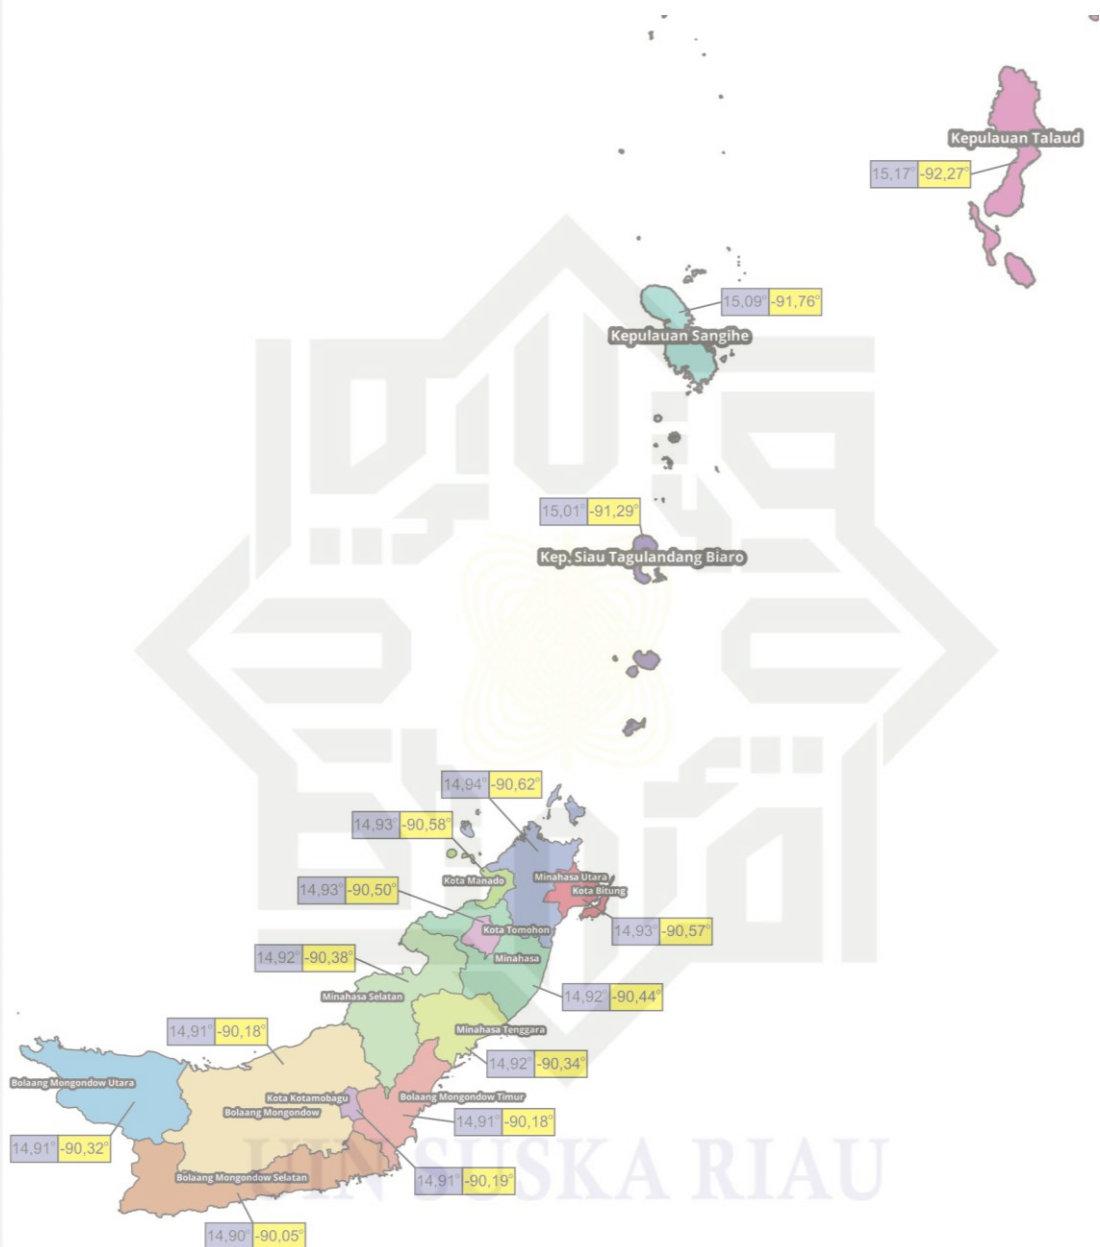 Kepulauan Talaud
15,17° -92,27°
15,09° -91,76°
Kepulauan Sangihe
15,01° -91,29°
Kep. Siau Tagulandang Biaro
14,94° -90,62°
14,93° -90,58°
Kota Manado
Minahasa Utara
Kota Bitung
14,93° -90,50°
Kota Tomohon
14,93° -90,57°
14,92° -90,38°
Minahasa
Minahasa Selatan
14,92° -90,44°
14,91° -90,18°
Minahasa Tenggara
14,92° -90,34°
Bolaang Mongondow Utara
Kota Kotamobagu
Bolaang Mongondow Timur
Bolaang Mongondow
14,91° -90,18°
14,91° -90,32°
UIN SUSKA RIAU
Bolaang Mongondow Selatan
14,91° -90,19°
14,90° -90,05°